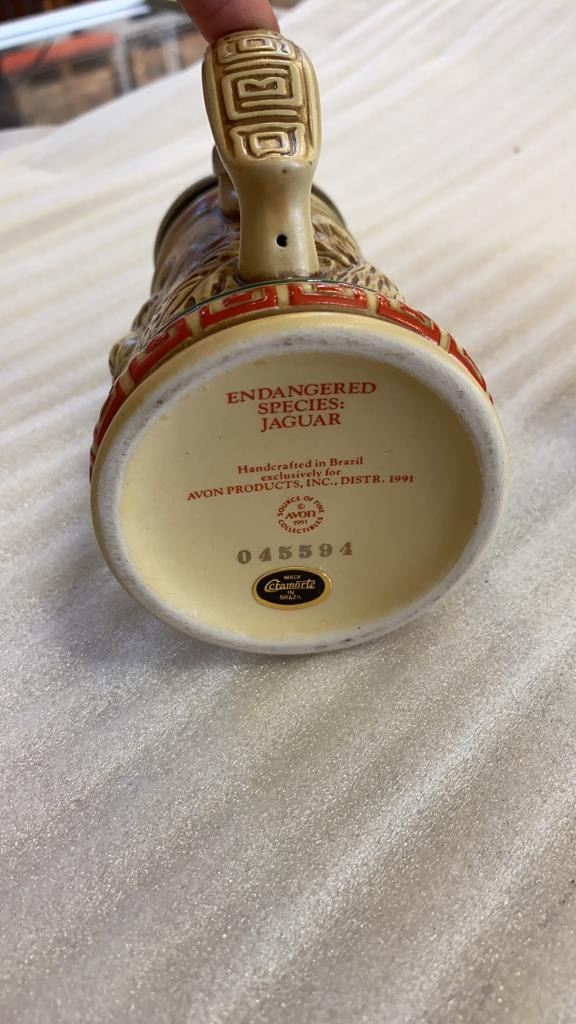 ENDANGERED
SPECIES:
JAGUAR
Handcrafted in Brazil
exclusively for
AVON PRODUCTS, INC., DISTR. 1991
SOURCE OF FINE
©
AVON
1991
COLLECTIBLES
045594
MADE
Ceramarte
IN
BRAZIL